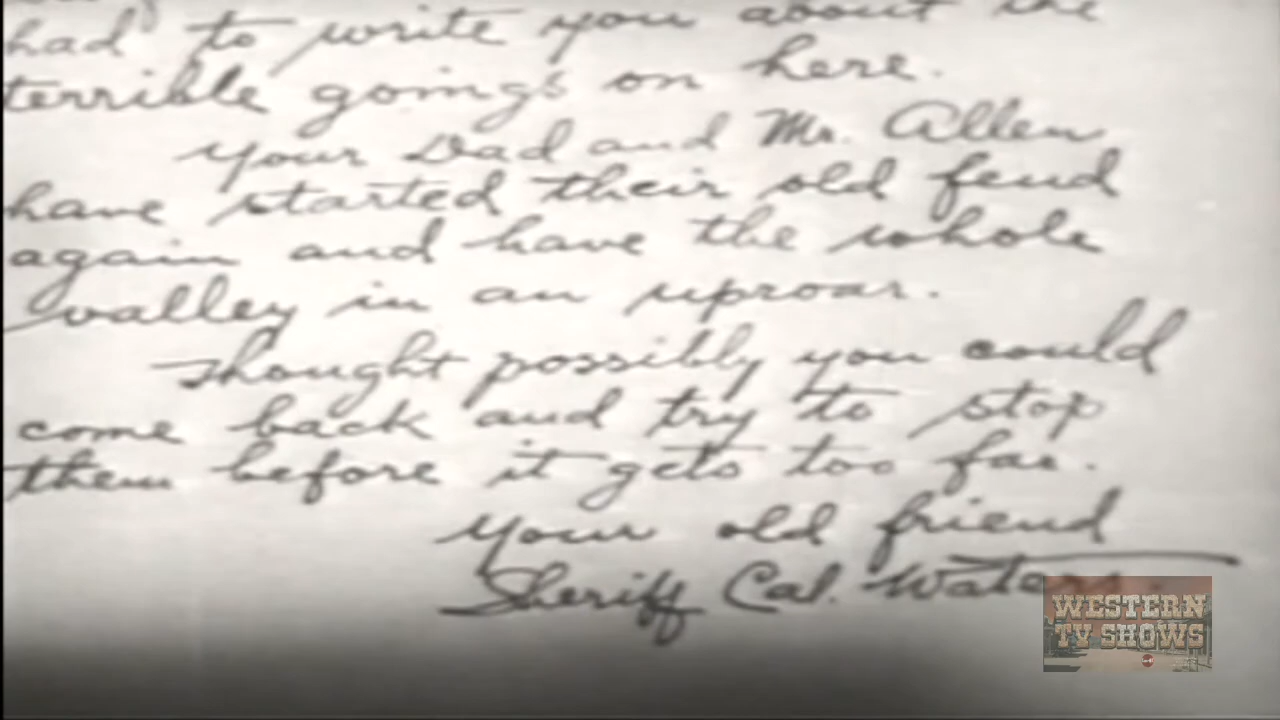 had to write you about the
terrible goings on here.
Your Dad and Mr. Allen
have started their old feud
again and have the whole
valley in an uproar.
Thought possibly you could
come back and try to stop
them before it gets too far.
Your old friend
Sheriff Cal. Waters.
WESTERN
TV SHOWS